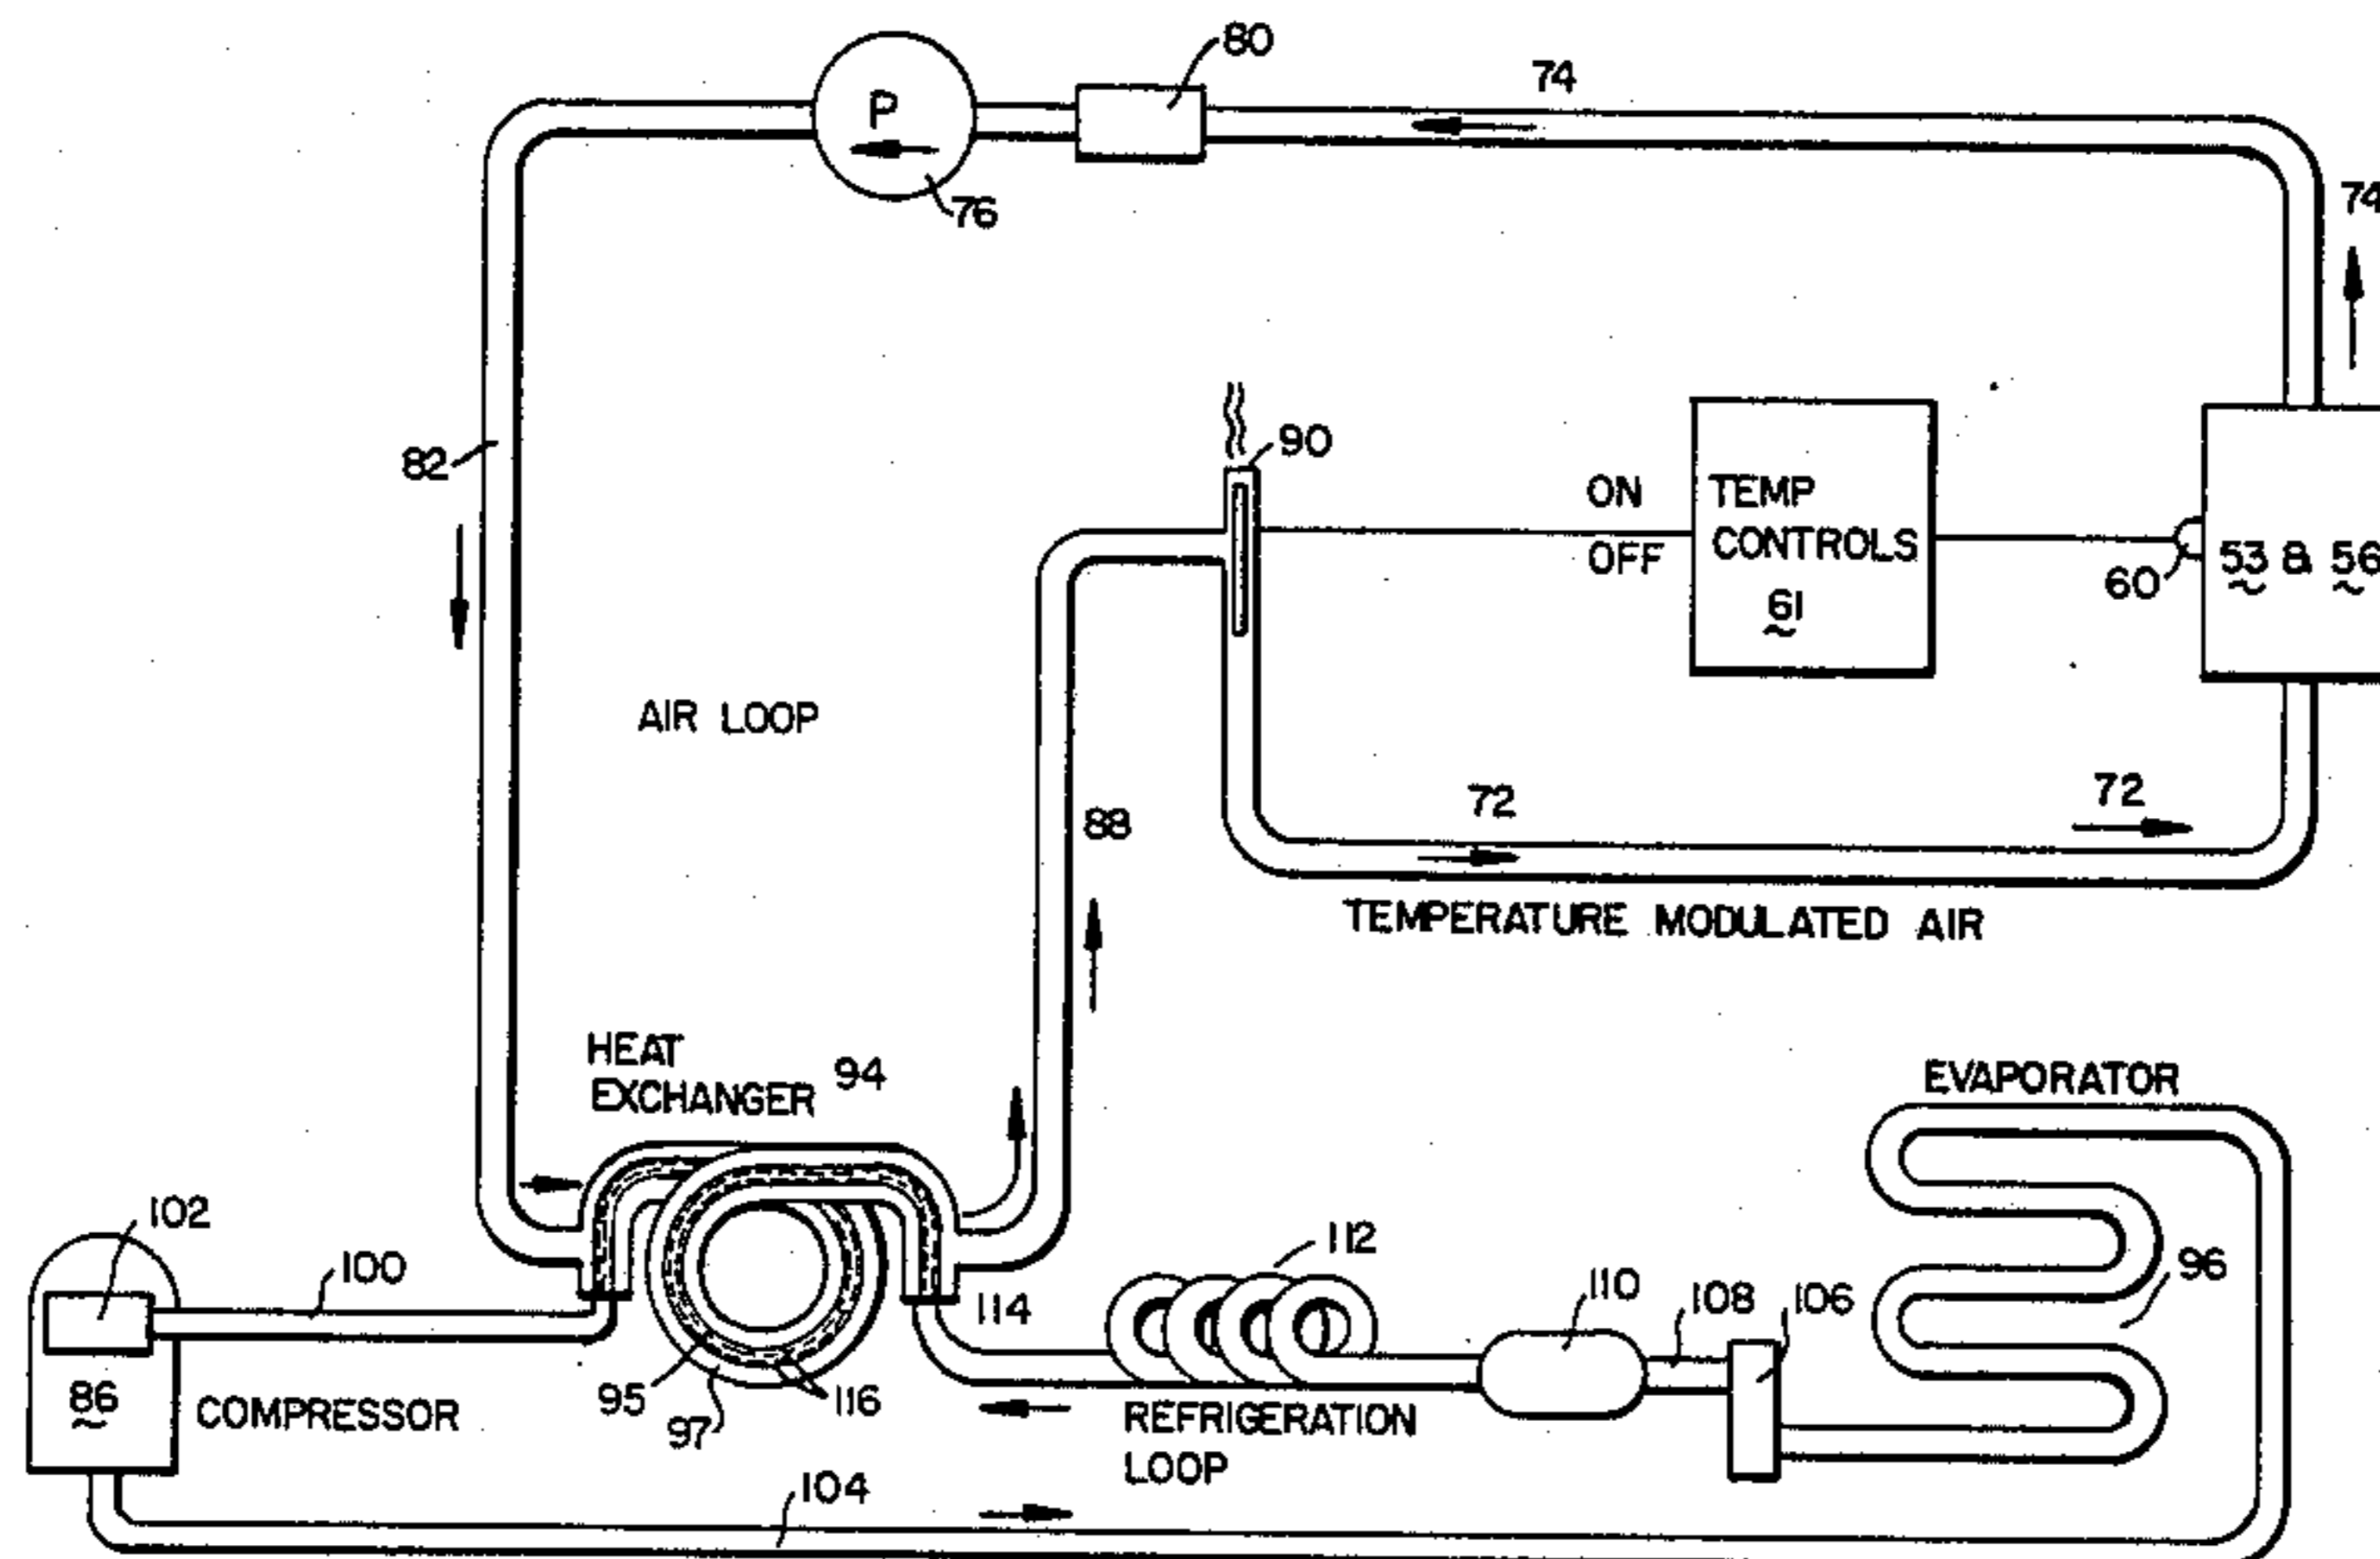 80
74
P
76
74
82
90
ON
OFF
TEMP
CONTROLS
61
60
53 & 56
AIR LOOP
88
72
72
TEMPERATURE MODULATED AIR
HEAT
EXCHANGER
94
EVAPORATOR
102
100
112
114
110
108
106
96
86
COMPRESSOR
95
97
116
REFRIGERATION
LOOP
104